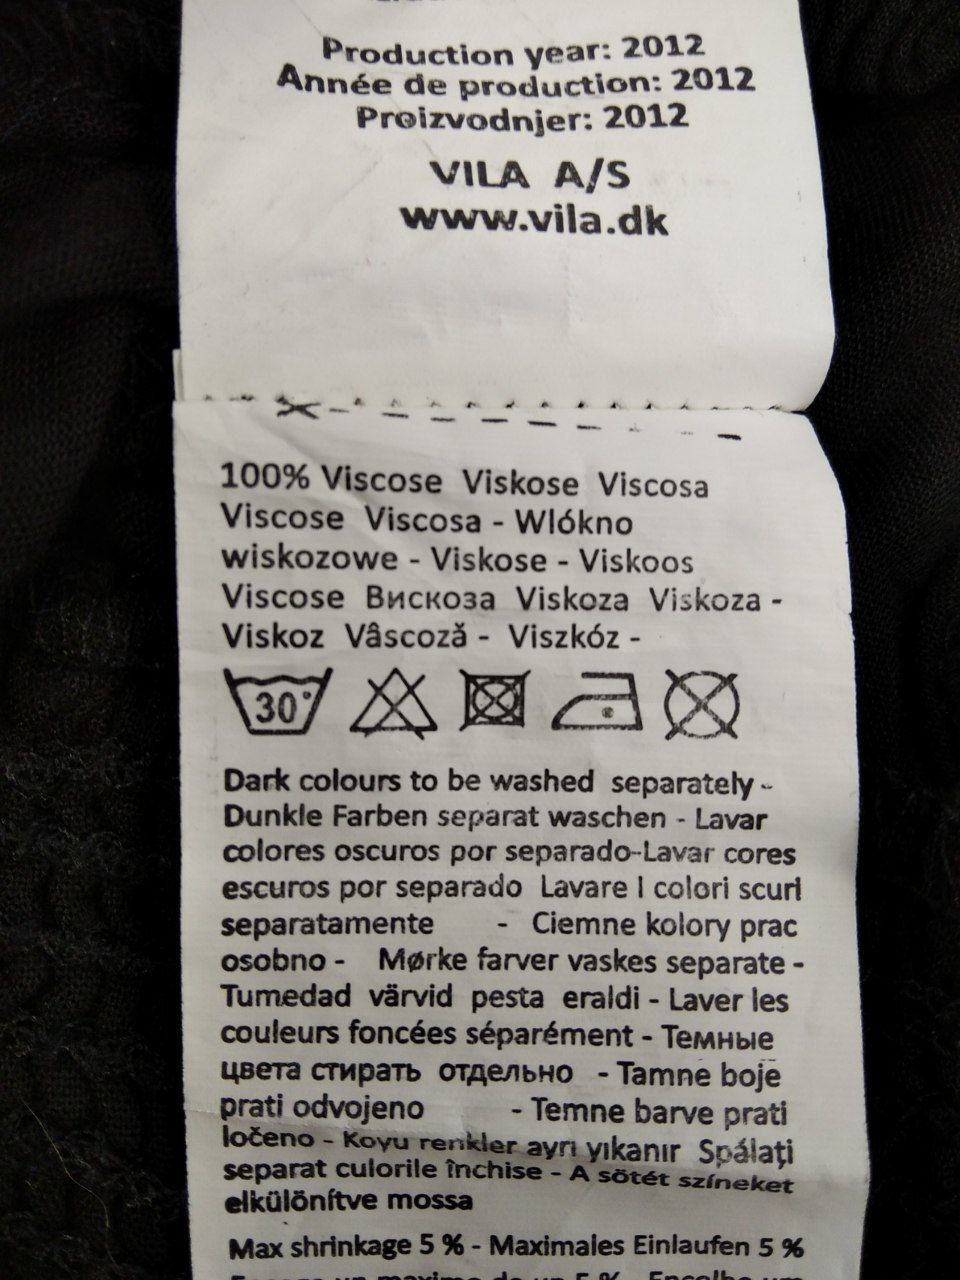 Production year: 2012
Année de production: 2012
Proizvodnjer: 2012
VILA A/S
www.vila.dk
100% Viscose Viskose Viscosa
Viscose Viscosa - Wlókno
wiskozowe - Viskose - Viskoos
Viscose Вискоза Viskoza Viskoza -
Viskoz Vâscoză - Viszkóz -
30°
Dark colours to be washed separately -
Dunkle Farben separat waschen - Lavar
colores oscuros por separado-Lavar cores
escuros por separado Lavare I colori scuri
separatamente - Ciemne kolory prac
osobno - Mørke farver vaskes separate -
Tumedad värvid pesta eraldi - Laver les
couleurs foncées séparément - Темные
цвета стирать отдельно - Tamne boje
prati odvojeno - Temne barve prati
ločeno - Koyu renkler ayrı yıkanır Spálaţi
separat culorile închise - A sötét színeket
elkülönítve mossa
Max shrinkage 5 % - Maximales Einlaufen 5 %